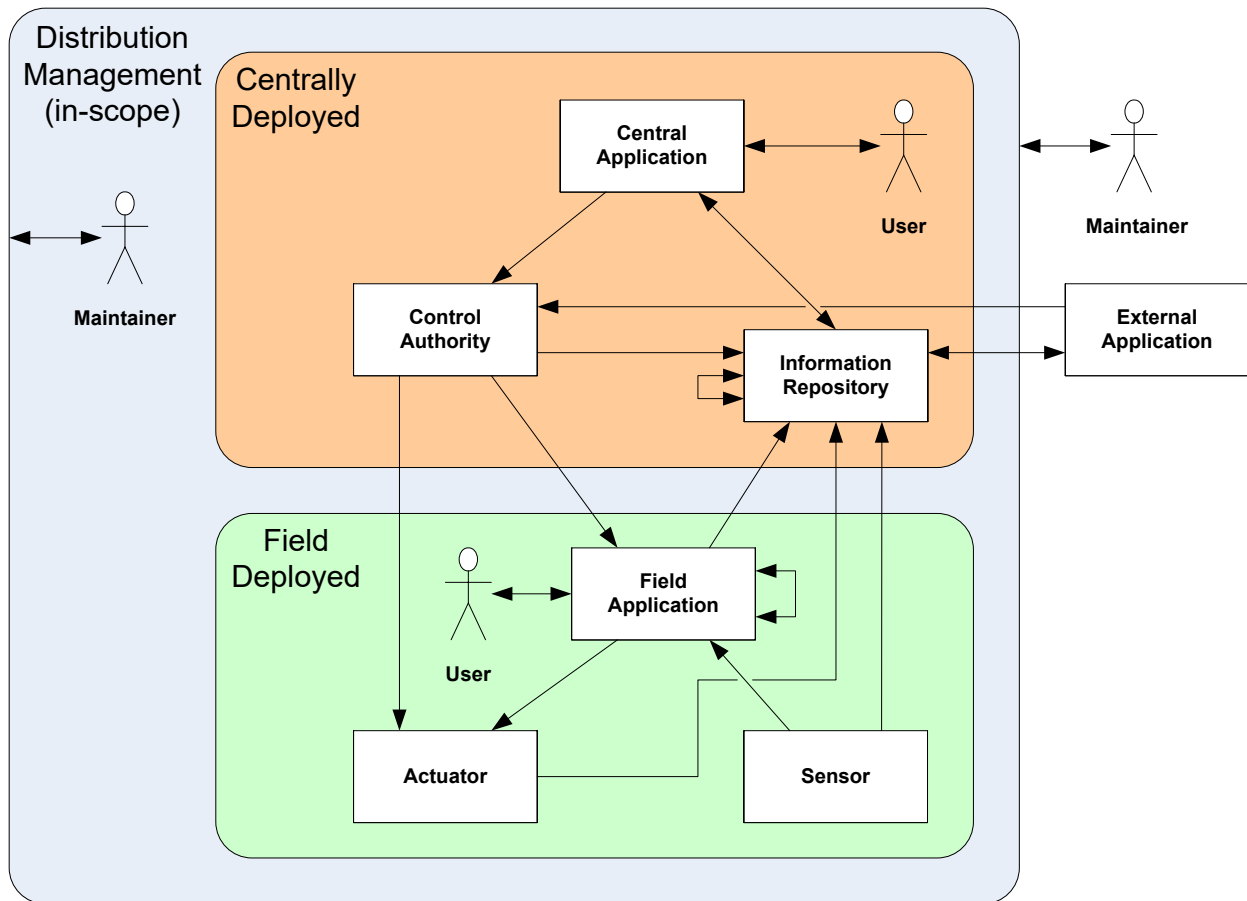 Distribution
Management
(in-scope)
Centrally
Deployed
Central
Application
User
Maintainer
Maintainer
Control
Authority
Information
Repository
External
Application
Field
Deployed
Field
Application
User
Actuator
Sensor